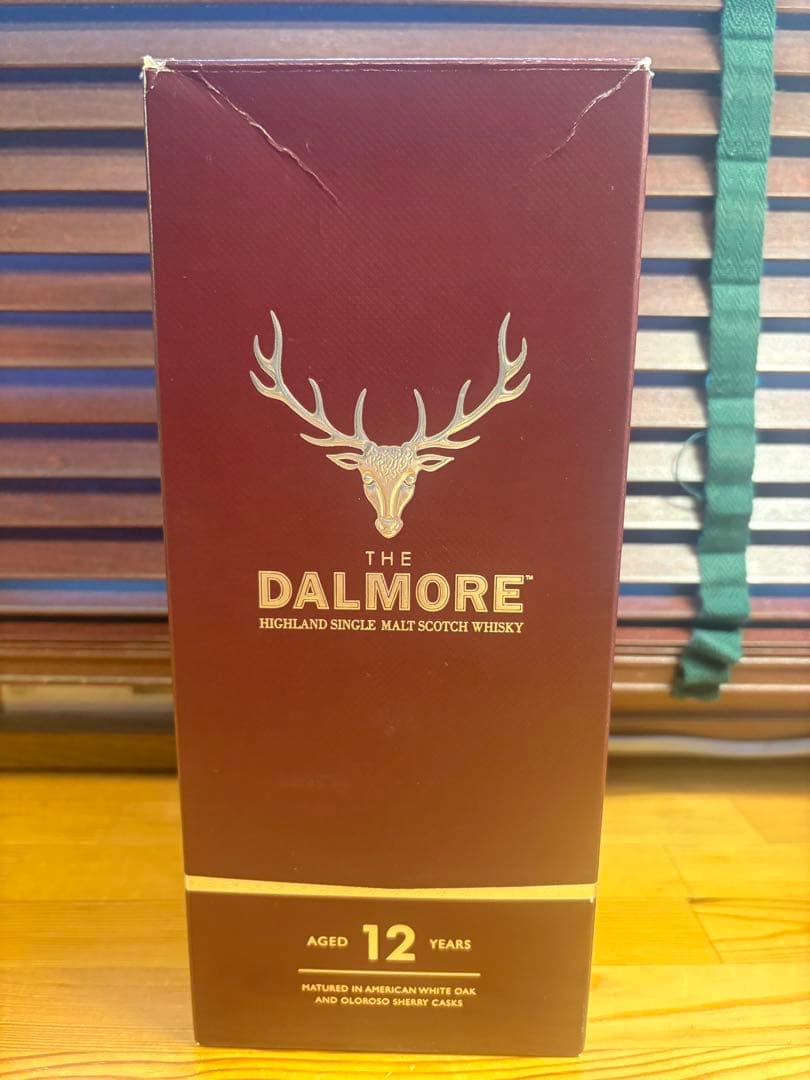 THE
DALMORE™
HIGHLAND SINGLE MALT SCOTCH WHISKY
AGED 12 YEARS
MATURED IN AMERICAN WHITE OAK
AND OLOROSO SHERRY CASKS